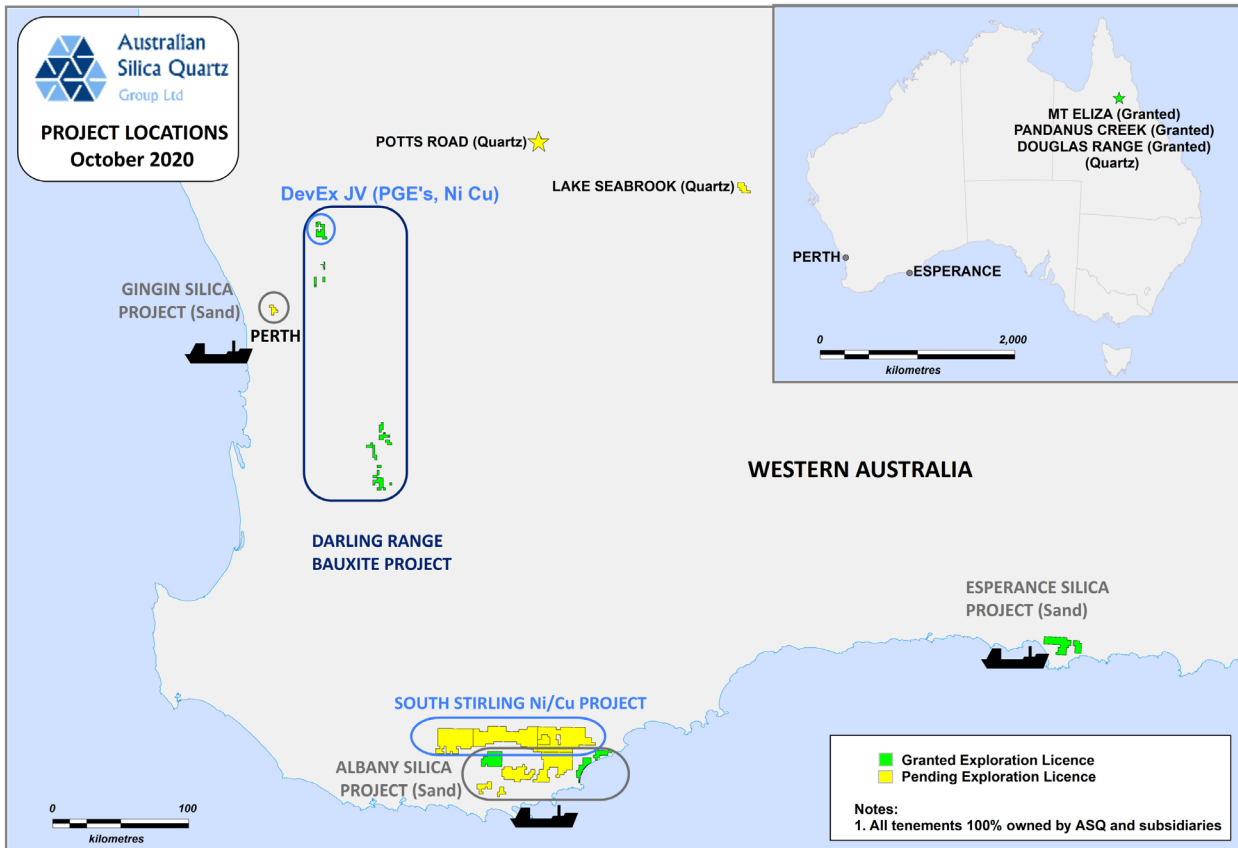 Australian
Silica Quartz
Group Ltd
PROJECT LOCATIONS
October 2020
POTTS ROAD (Quartz)
LAKE SEABROOK (Quartz)
DevEx JV (PGE's, Ni Cu)
GINGIN SILICA
PROJECT (Sand)
PERTH
DARLING RANGE
BAUXITE PROJECT
WESTERN AUSTRALIA
MT ELIZA (Granted)
PANDANUS CREEK (Granted)
DOUGLAS RANGE (Granted)
(Quartz)
PERTH
ESPERANCE
0 2,000
kilometres
ESPERANCE SILICA
PROJECT (Sand)
SOUTH STIRLING Ni/Cu PROJECT
ALBANY SILICA
PROJECT (Sand)
0 100
kilometres
Granted Exploration Licence
Pending Exploration Licence
Notes:
1. All tenements 100% owned by ASQ and subsidiaries